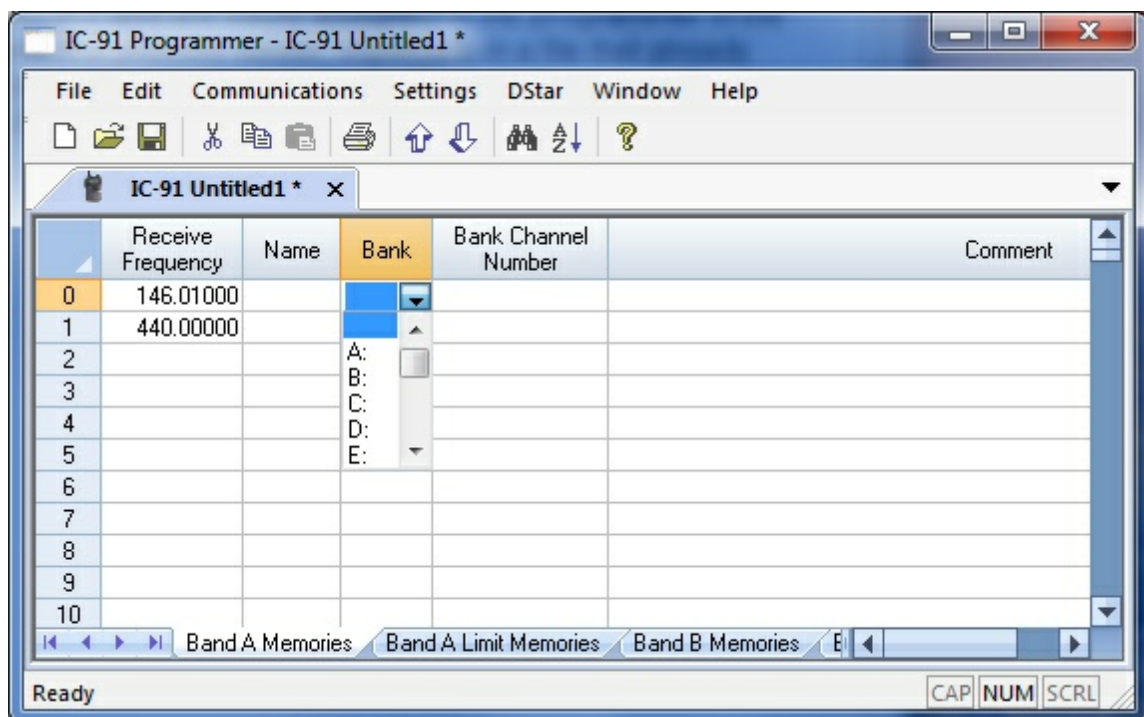 IC-91 Programmer - IC-91 Untitled1 *
File Edit Communications Settings DStar Window Help
IC-91 Untitled1 *
Receive Frequency Name Bank Bank Channel Number Comment
0 146.01000
1 440.00000
2 A:
3 B:
C:
4 D:
5 E:
6
7
8
9
10
Band A Memories Band A Limit Memories Band B Memories
Ready CAP NUM SCRL